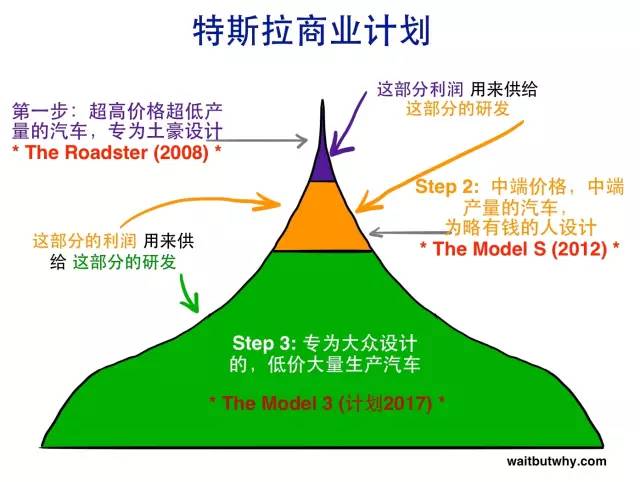 特斯拉商业计划
第一步：超高价格超低产
量的汽车，专为土豪设计
* The Roadster (2008) *
这部分利润 用来供给
这部分的研发
Step 2: 中端价格，中端
产量的汽车，
为略有钱的人设计
* The Model S (2012) *
这部分的利润 用来供
给 这部分的研发
Step 3: 专为大众设计
的，低价大量生产汽车
* The Model 3 (计划2017) *
waitbutwhy.com